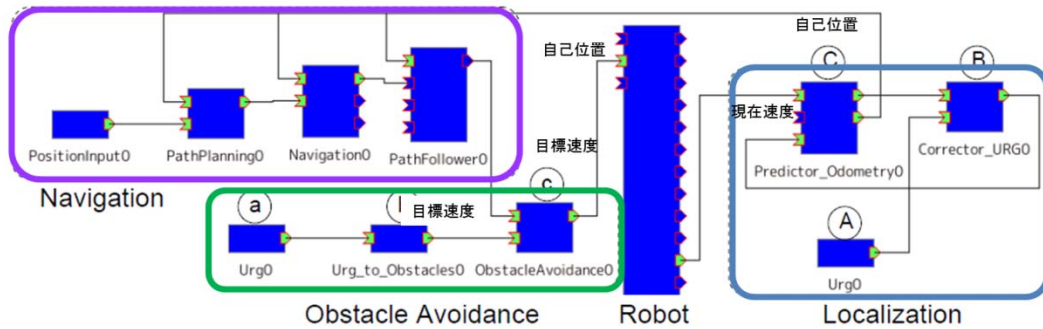 自己位置
自己位置
C
B
現在速度
PositionInput0
PathPlanning0
Navigation0
PathFollower0
目標速度
Predictor_Odometry0
Corrector_URG0
Navigation
a
目標速度
c
A
Urg0
Urg_to_Obstacles0
ObstacleAvoidance0
Urg0
Obstacle Avoidance
Robot
Localization